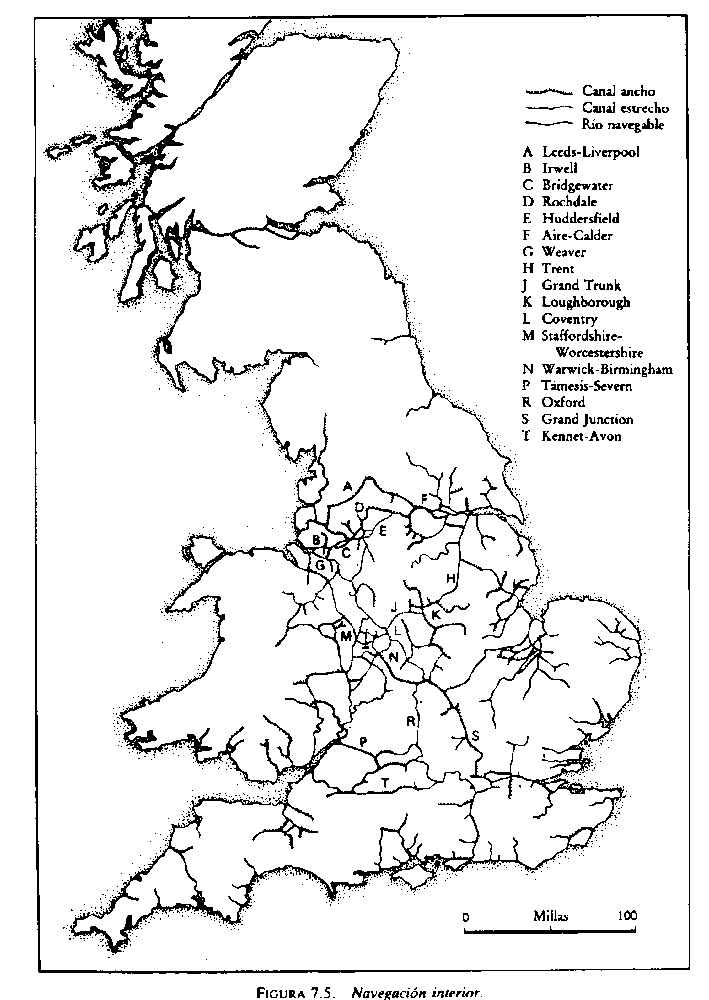 Canal ancho
Canal estrecho
Río navegable
A Leeds-Liverpool
B Irwell
C Bridgewater
D Rochdale
E Huddersfield
F Aire-Calder
G Weaver
H Trent
J Grand Trunk
K Loughborough
L Coventry
M Staffordshire-
Worcestershire
N Warwick-Birmingham
P Támesis-Severn
R Oxford
S Grand Junction
T Kennet-Avon
A
F
D
E
B
C
G
H
J
K
L
M
N
R
S
P
T
0 Millas 100
FIGURA 7.5. Navegación interior.